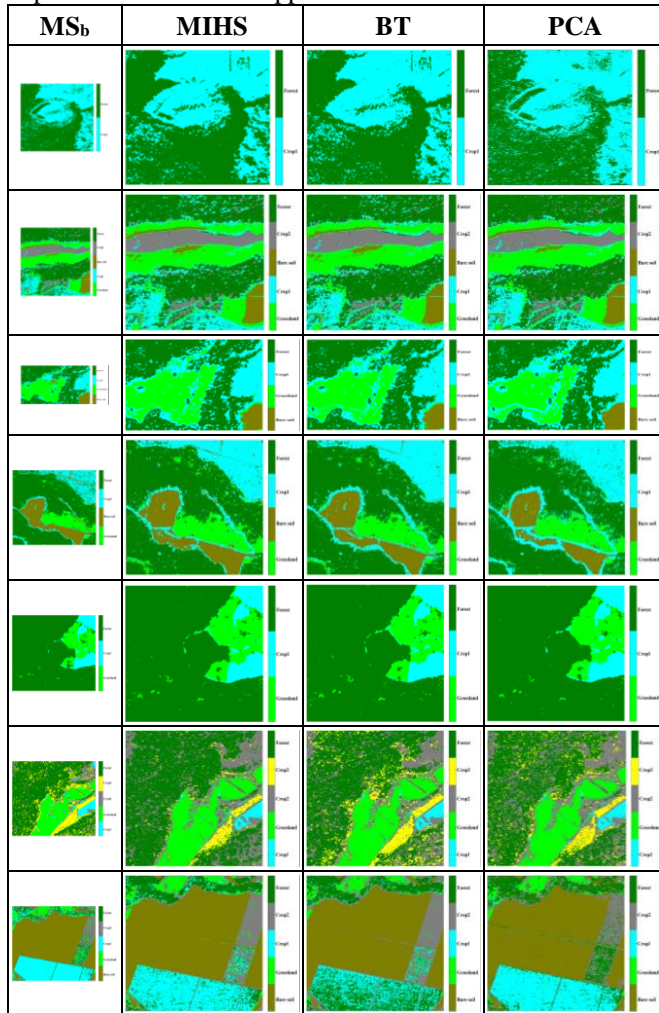 MSb MIHS BT PCA
Forest Forest Forest
Crop1 Crop1 Crop1
Forest Forest Forest
Crop2 Crop2 Crop2
Bare soil Bare soil Bare soil
Crop1 Crop1 Crop1
Grassland Grassland Grassland
Forest Forest Forest
Crop1 Crop1 Crop1
Grassland Grassland Grassland
Bare soil Bare soil Bare soil
Forest Forest Forest
Crop1 Crop1 Crop1
Bare soil Bare soil Bare soil
Grassland Grassland Grassland
Forest Forest Forest
Crop1 Crop1 Crop1
Grassland Grassland Grassland
Forest Forest Forest
Crop3 Crop3 Crop3
Crop2 Crop2 Crop2
Grassland Grassland Grassland
Crop1 Crop1 Crop1
Forest Forest Forest
Crop2 Crop2 Crop2
Crop1 Crop1 Crop1
Grassland Grassland Grassland
Bare soil Bare soil Bare soil